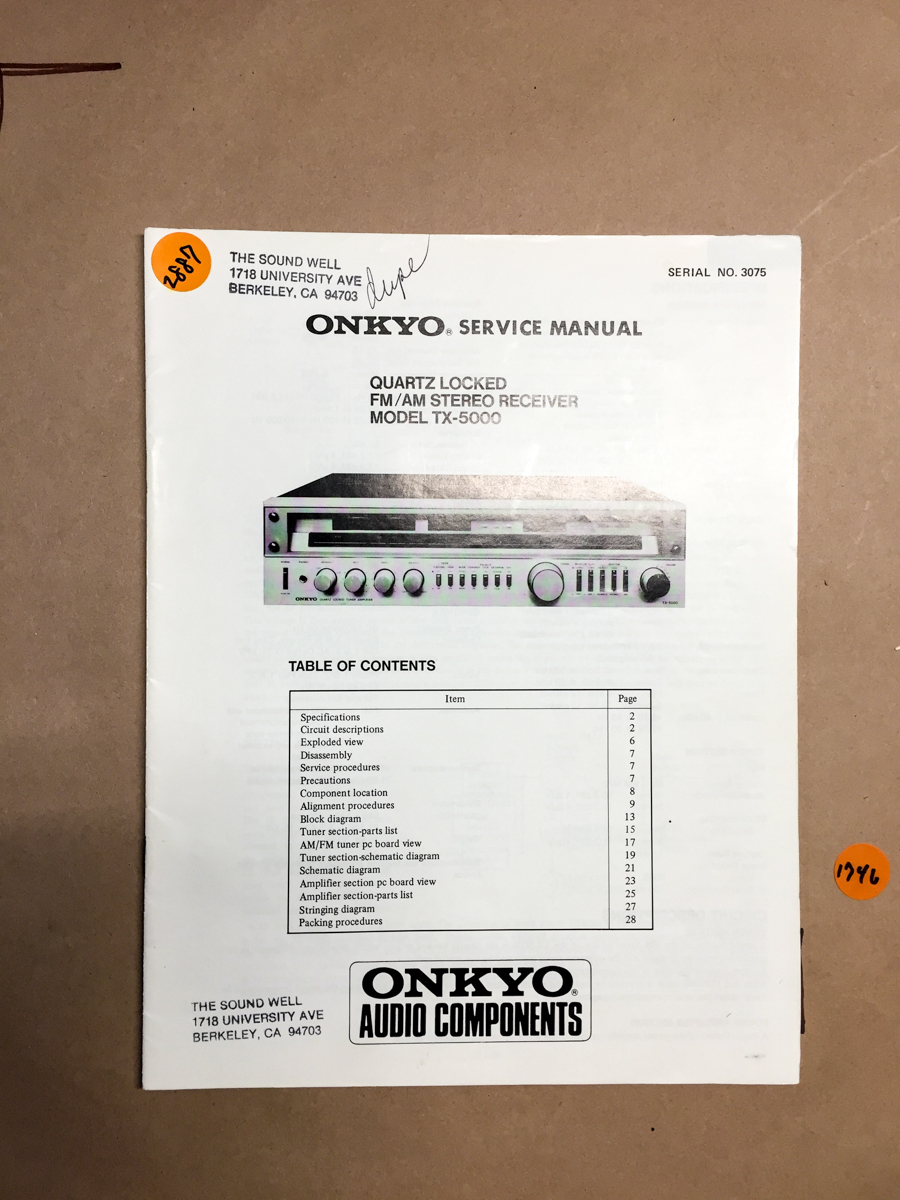 2887
THE SOUND WELL
1718 UNIVERSITY AVE
BERKELEY, CA 94703
dupe
SERIAL NO. 3075
ONKYO® SERVICE MANUAL
QUARTZ LOCKED
FM/AM STEREO RECEIVER
MODEL TX-5000
ONKYO
TX-5000
TABLE OF CONTENTS
Item Page
Specifications 2
Circuit descriptions 2
Exploded view 6
Disassembly 7
Service procedures 7
Precautions 7
Component location 8
Alignment procedures 9
Block diagram 13
Tuner section-parts list 15
AM/FM tuner pc board view 17
Tuner section-schematic diagram 19
Schematic diagram 21
Amplifier section pc board view 23
Amplifier section-parts list 25
Stringing diagram 27
Packing procedures 28
1746
ONKYO®
AUDIO COMPONENTS
THE SOUND WELL
1718 UNIVERSITY AVE
BERKELEY, CA 94703